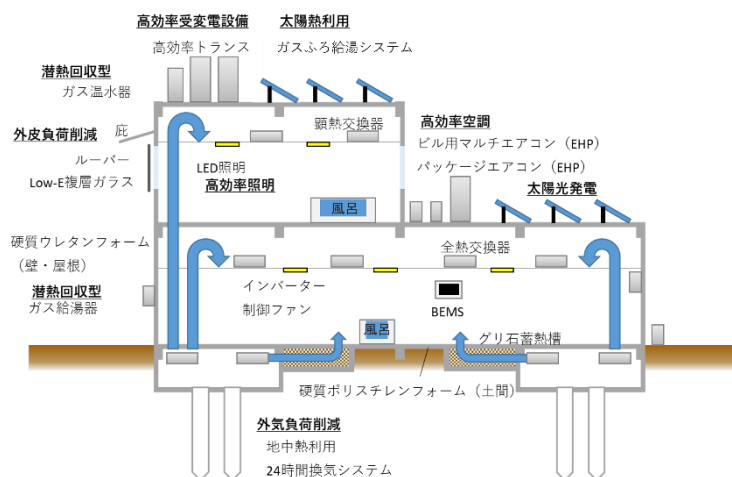 高効率受変電設備
高効率トランス
太陽熱利用
ガスふろ給湯システム
潜熱回収型
ガス温水器
外皮負荷削減
庇
ルーバー
Low-E複層ガラス
顕熱交換器
LED照明
高効率照明
風呂
高効率空調
ビル用マルチエアコン（EHP）
パッケージエアコン（EHP）
太陽光発電
硬質ウレタンフォーム
（壁・屋根）
潜熱回収型
ガス給湯器
全熱交換器
インバーター
制御ファン
BEMS
風呂
グリ石蓄熱槽
硬質ポリスチレンフォーム（土間）
外気負荷削減
地中熱利用
24時間換気システム